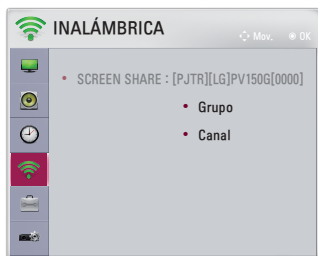 INALÁMBRICA
Mov. OK
• SCREEN SHARE : [PJTR][LG]PV150G[0000]
• Grupo
• Canal